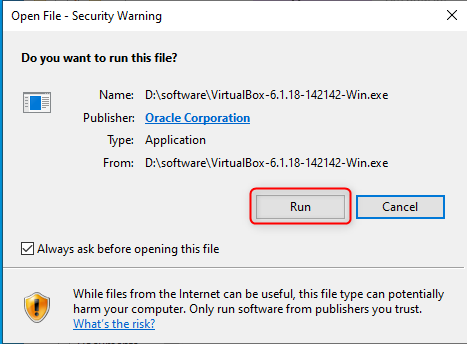 Open File - Security Warning
Do you want to run this file?
Name: D:\software\VirtualBox-6.1.18-142142-Win.exe
Publisher: Oracle Corporation
Type: Application
From: D:\software\VirtualBox-6.1.18-142142-Win.exe
Run Cancel
Always ask before opening this file
While files from the Internet can be useful, this file type can potentially
harm your computer. Only run software from publishers you trust.
What's the risk?